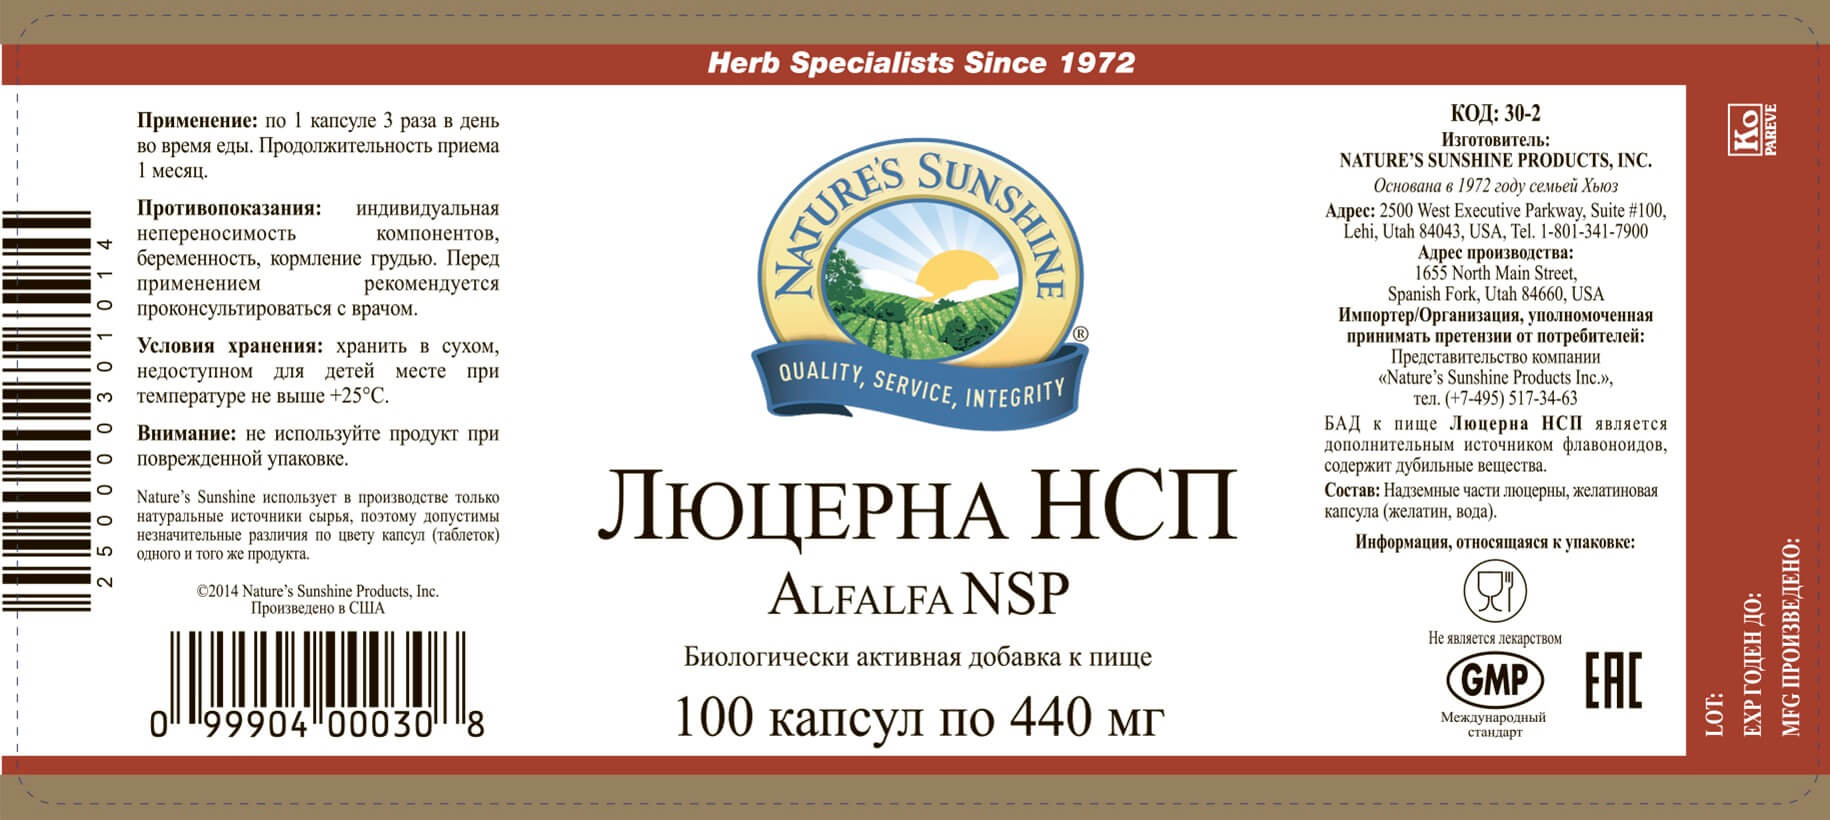 Herb Specialists Since 1972
Применение: по 1 капсуле 3 раза в день
во время еды. Продолжительность приема
1 месяц.
Противопоказания: индивидуальная
непереносимость компонентов,
беременность, кормление грудью. Перед
применением рекомендуется
проконсультироваться с врачом.
Условия хранения: хранить в сухом,
недоступном для детей месте при
температуре не выше +25°C.
Внимание: не используйте продукт при
поврежденной упаковке.
Nature's Sunshine использует в производстве только
натуральные источники сырья, поэтому допустимы
незначительные различия по цвету капсул (таблеток)
одного и того же продукта.
©2014 Nature's Sunshine Products, Inc.
Произведено в США
0 99904 00030 8
250000301014
NATURE'S SUNSHINE
®
QUALITY, SERVICE, INTEGRITY
ЛЮЦЕРНА НСП
ALFALFA NSP
Биологически активная добавка к пище
100 капсул по 440 мг
КОД: 30-2
Изготовитель:
NATURE'S SUNSHINE PRODUCTS, INC.
Основана в 1972 году семьей Хьюз
Адрес: 2500 West Executive Parkway, Suite #100,
Lehi, Utah 84043, USA, Tel. 1-801-341-7900
Адрес производства:
1655 North Main Street,
Spanish Fork, Utah 84660, USA
Импортер/Организация, уполномоченная
принимать претензии от потребителей:
Представительство компании
«Nature's Sunshine Products Inc.»,
тел. (+7-495) 517-34-63
БАД к пище Люцерна НСП является
дополнительным источником флавоноидов,
содержит дубильные вещества.
Состав: Надземные части люцерны, желатиновая
капсула (желатин, вода).
Информация, относящаяся к упаковке:
Не является лекарством
GMP
Международный
стандарт
EAC
Ko
PAREVE
LOT:
EXP ГОДЕН ДО:
MFG ПРОИЗВЕДЕНО: